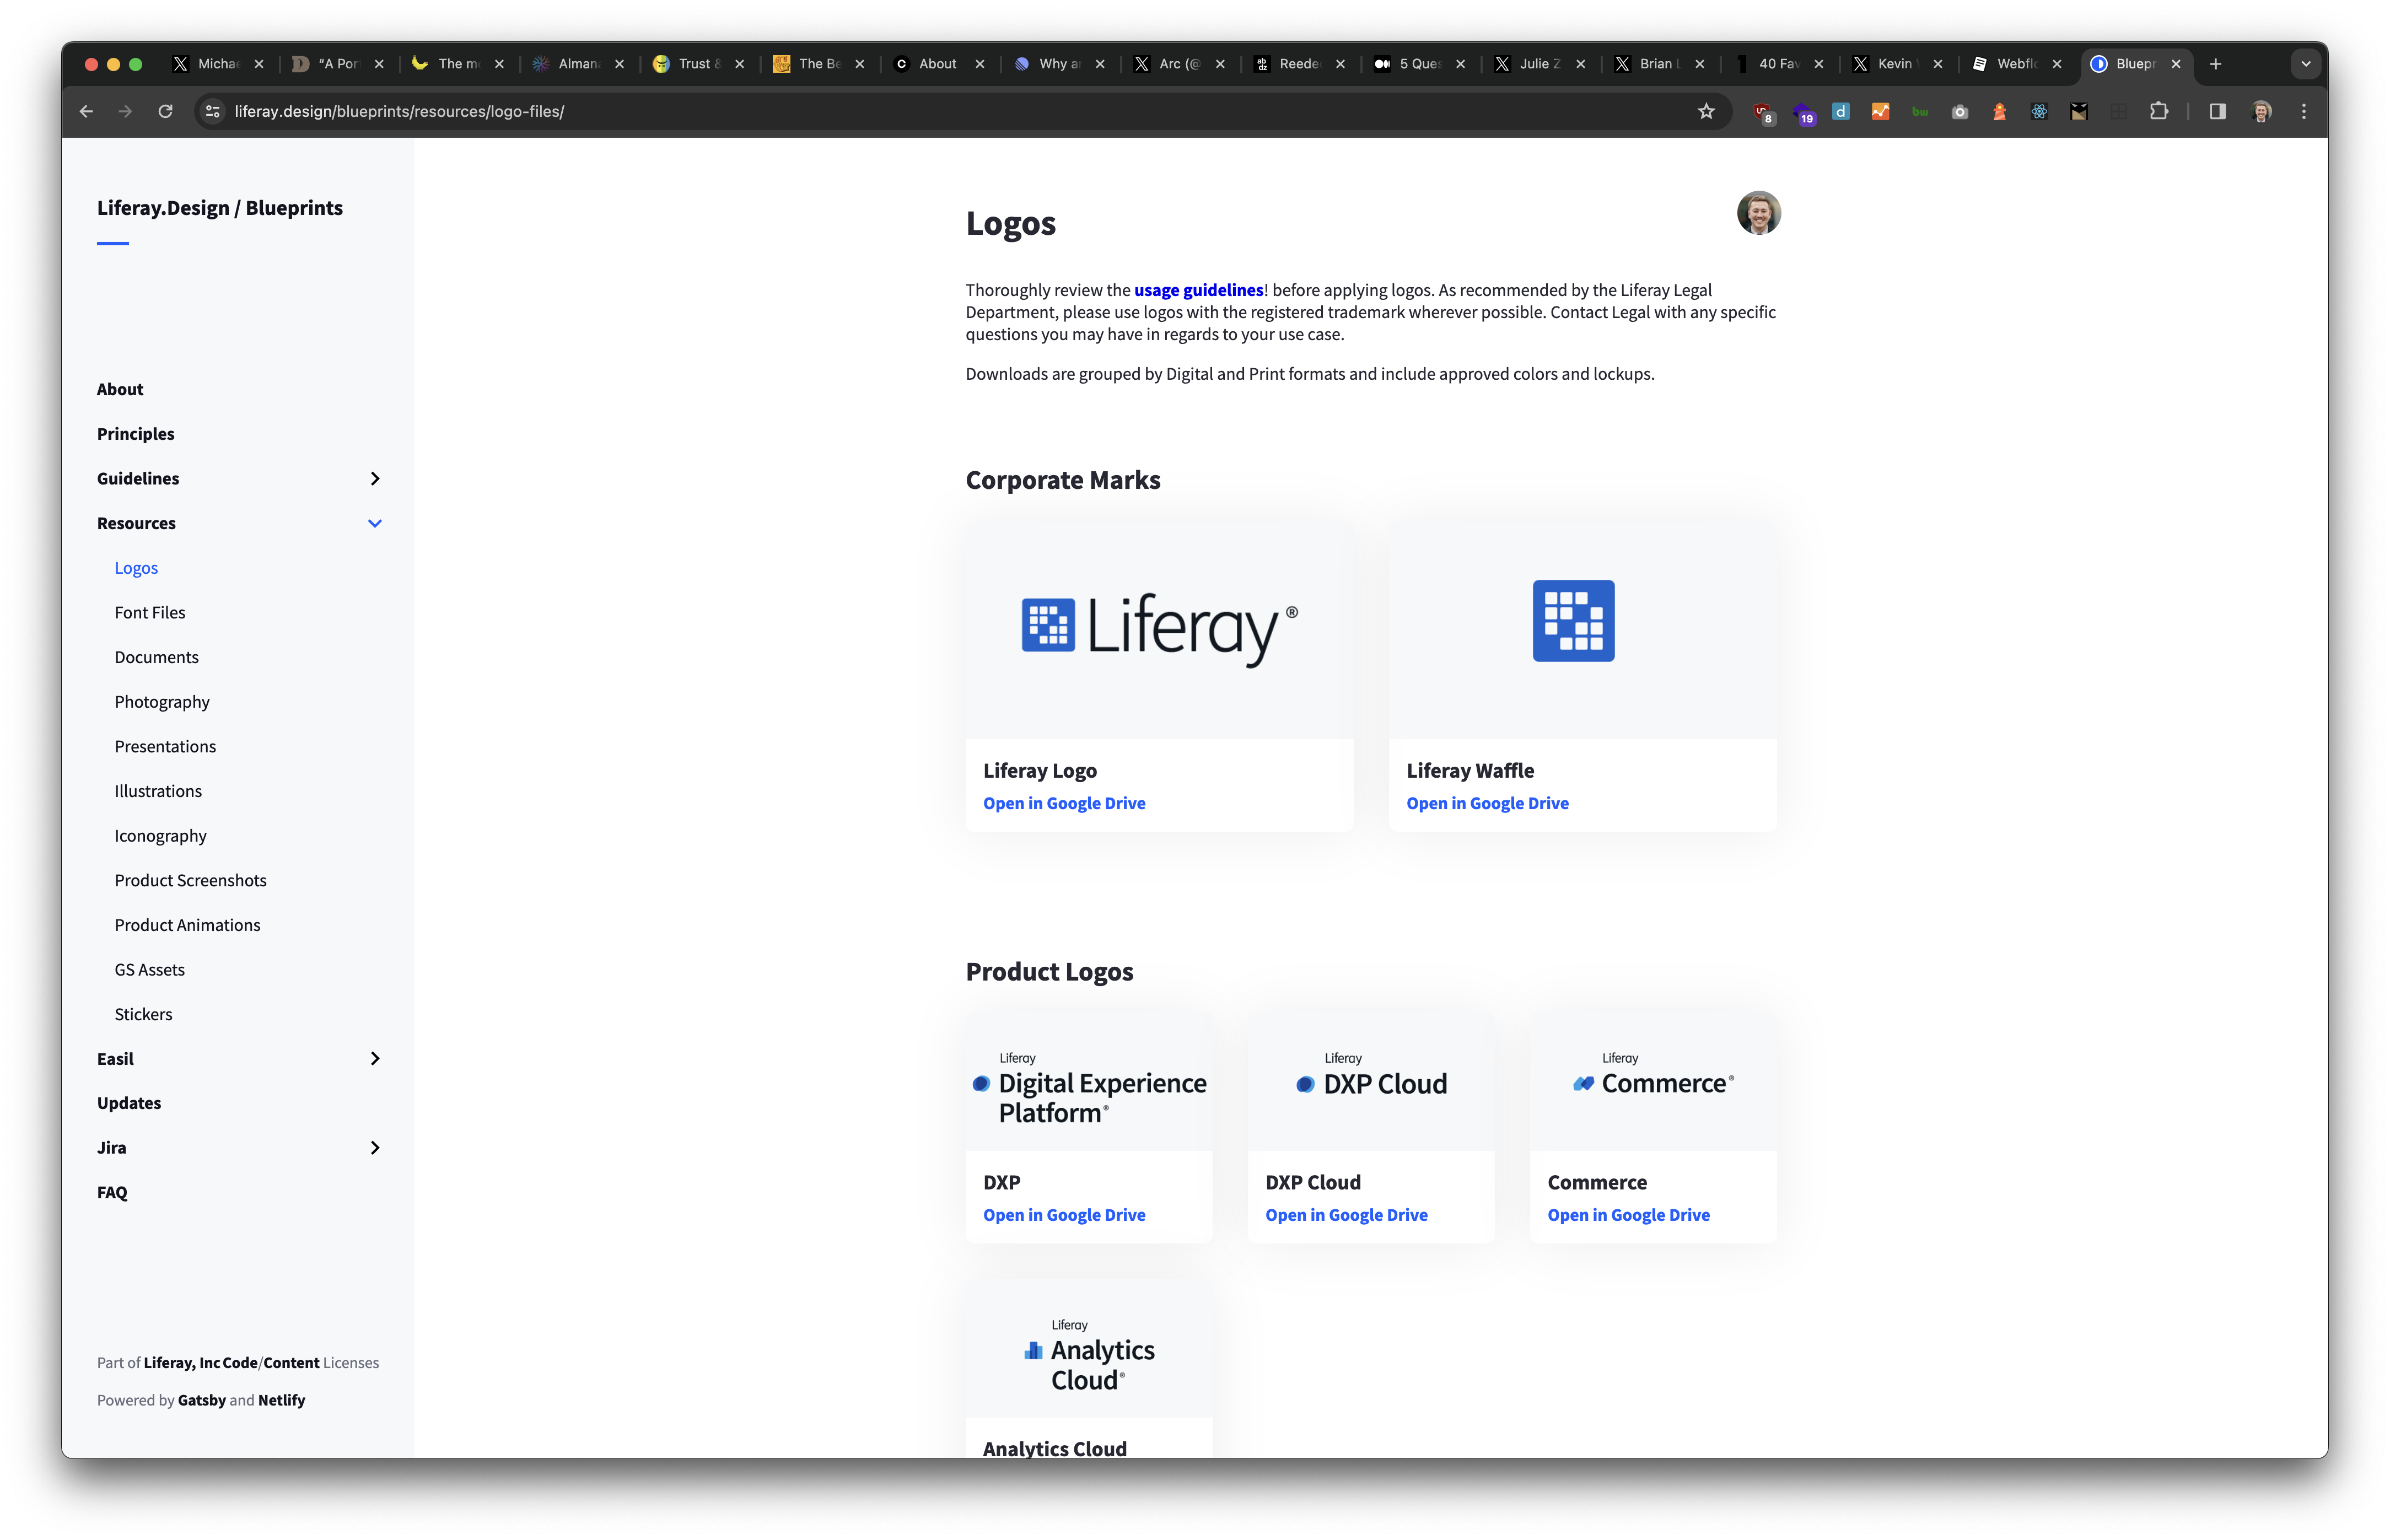 Michae
"A Por
The m
Alman
Trust &
The Be
About
Why a
Arc (@
Reede
5 Ques
Julie Z
Brian L
40 Fav
Kevin
Webflo
Bluepr
liferay.design/blueprints/resources/logo-files/
8
19
Liferay.Design / Blueprints
About
Principles
Guidelines
Resources
Logos
Font Files
Documents
Photography
Presentations
Illustrations
Iconography
Product Screenshots
Product Animations
GS Assets
Stickers
Easil
Updates
Jira
FAQ
Part of Liferay, Inc Code/Content Licenses
Powered by Gatsby and Netlify
Logos
Thoroughly review the usage guidelines! before applying logos. As recommended by the Liferay Legal
Department, please use logos with the registered trademark wherever possible. Contact Legal with any specific
questions you may have in regards to your use case.
Downloads are grouped by Digital and Print formats and include approved colors and lockups.
Corporate Marks
Liferay®
Liferay Logo
Open in Google Drive
Liferay Waffle
Open in Google Drive
Product Logos
Liferay
Digital Experience
Platform®
DXP
Open in Google Drive
Liferay
DXP Cloud
DXP Cloud
Open in Google Drive
Liferay
Commerce®
Commerce
Open in Google Drive
Liferay
Analytics
Cloud®
Analytics Cloud